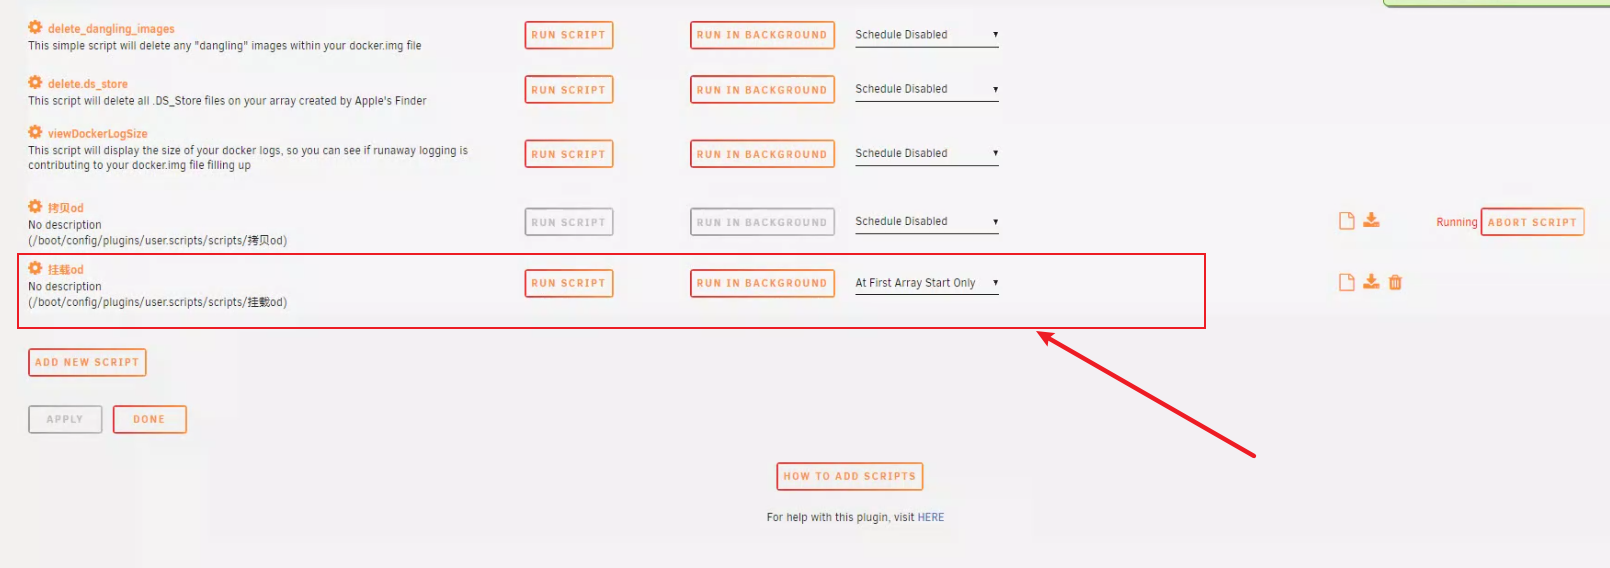 delete_dangling_images
This simple script will delete any "dangling" images within your docker.img file
RUN SCRIPT
RUN IN BACKGROUND
Schedule Disabled
delete.ds_store
This script will delete all .DS_Store files on your array created by Apple's Finder
RUN SCRIPT
RUN IN BACKGROUND
Schedule Disabled
viewDockerLogSize
This script will display the size of your docker logs, so you can see if runaway logging is
contributing to your docker.img file filling up
RUN SCRIPT
RUN IN BACKGROUND
Schedule Disabled
拷贝od
No description
(/boot/config/plugins/user.scripts/scripts/拷贝od)
RUN SCRIPT
RUN IN BACKGROUND
Schedule Disabled
Running
ABORT SCRIPT
挂载od
No description
(/boot/config/plugins/user.scripts/scripts/挂载od)
RUN SCRIPT
RUN IN BACKGROUND
At First Array Start Only
ADD NEW SCRIPT
APPLY
DONE
HOW TO ADD SCRIPTS
For help with this plugin, visit HERE